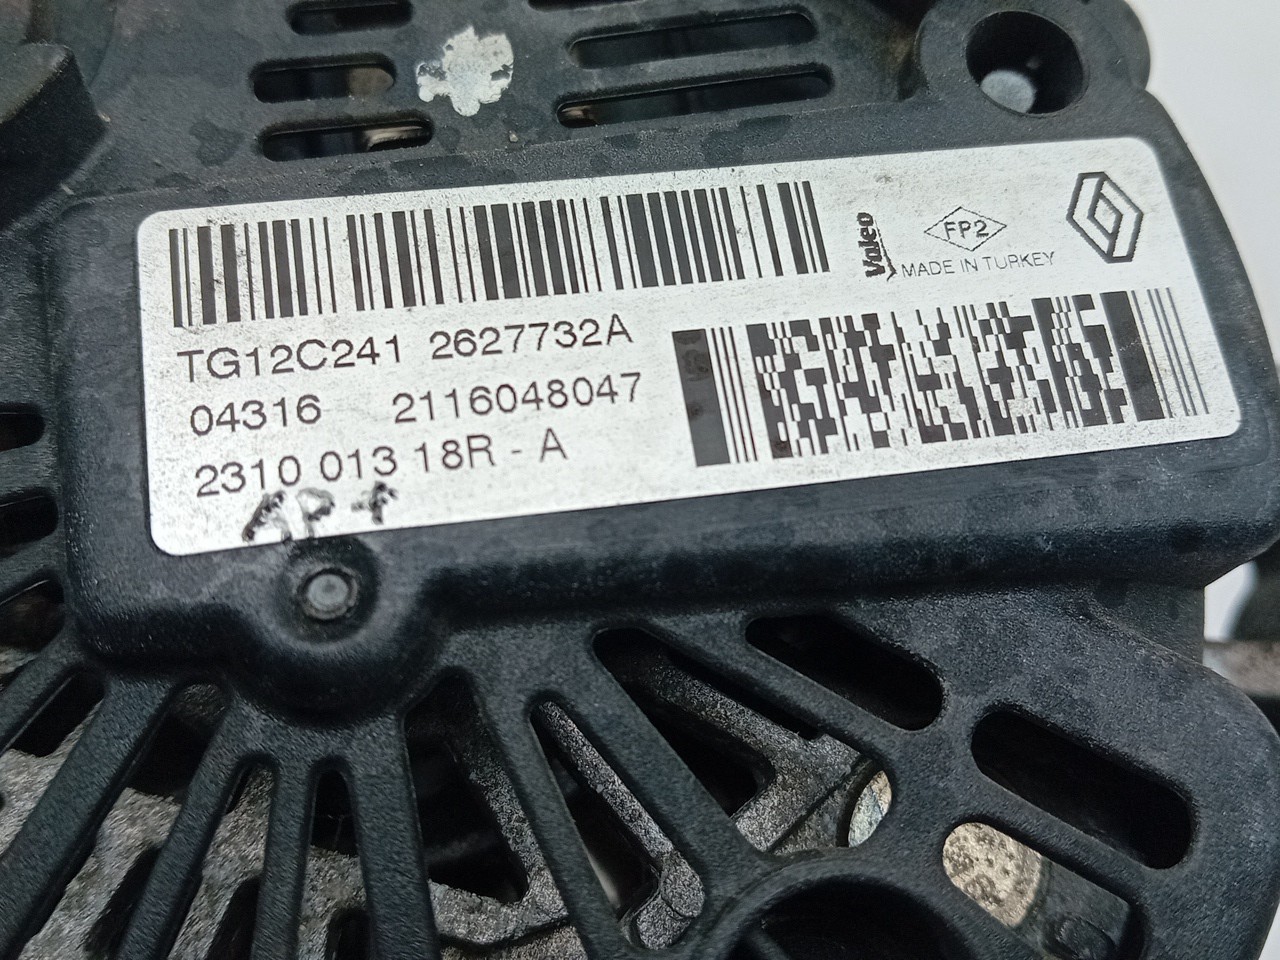 Valeo
FP2
MADE IN TURKEY
TG12C241 2627732A
04316 2116048047
2310 013 18R - A